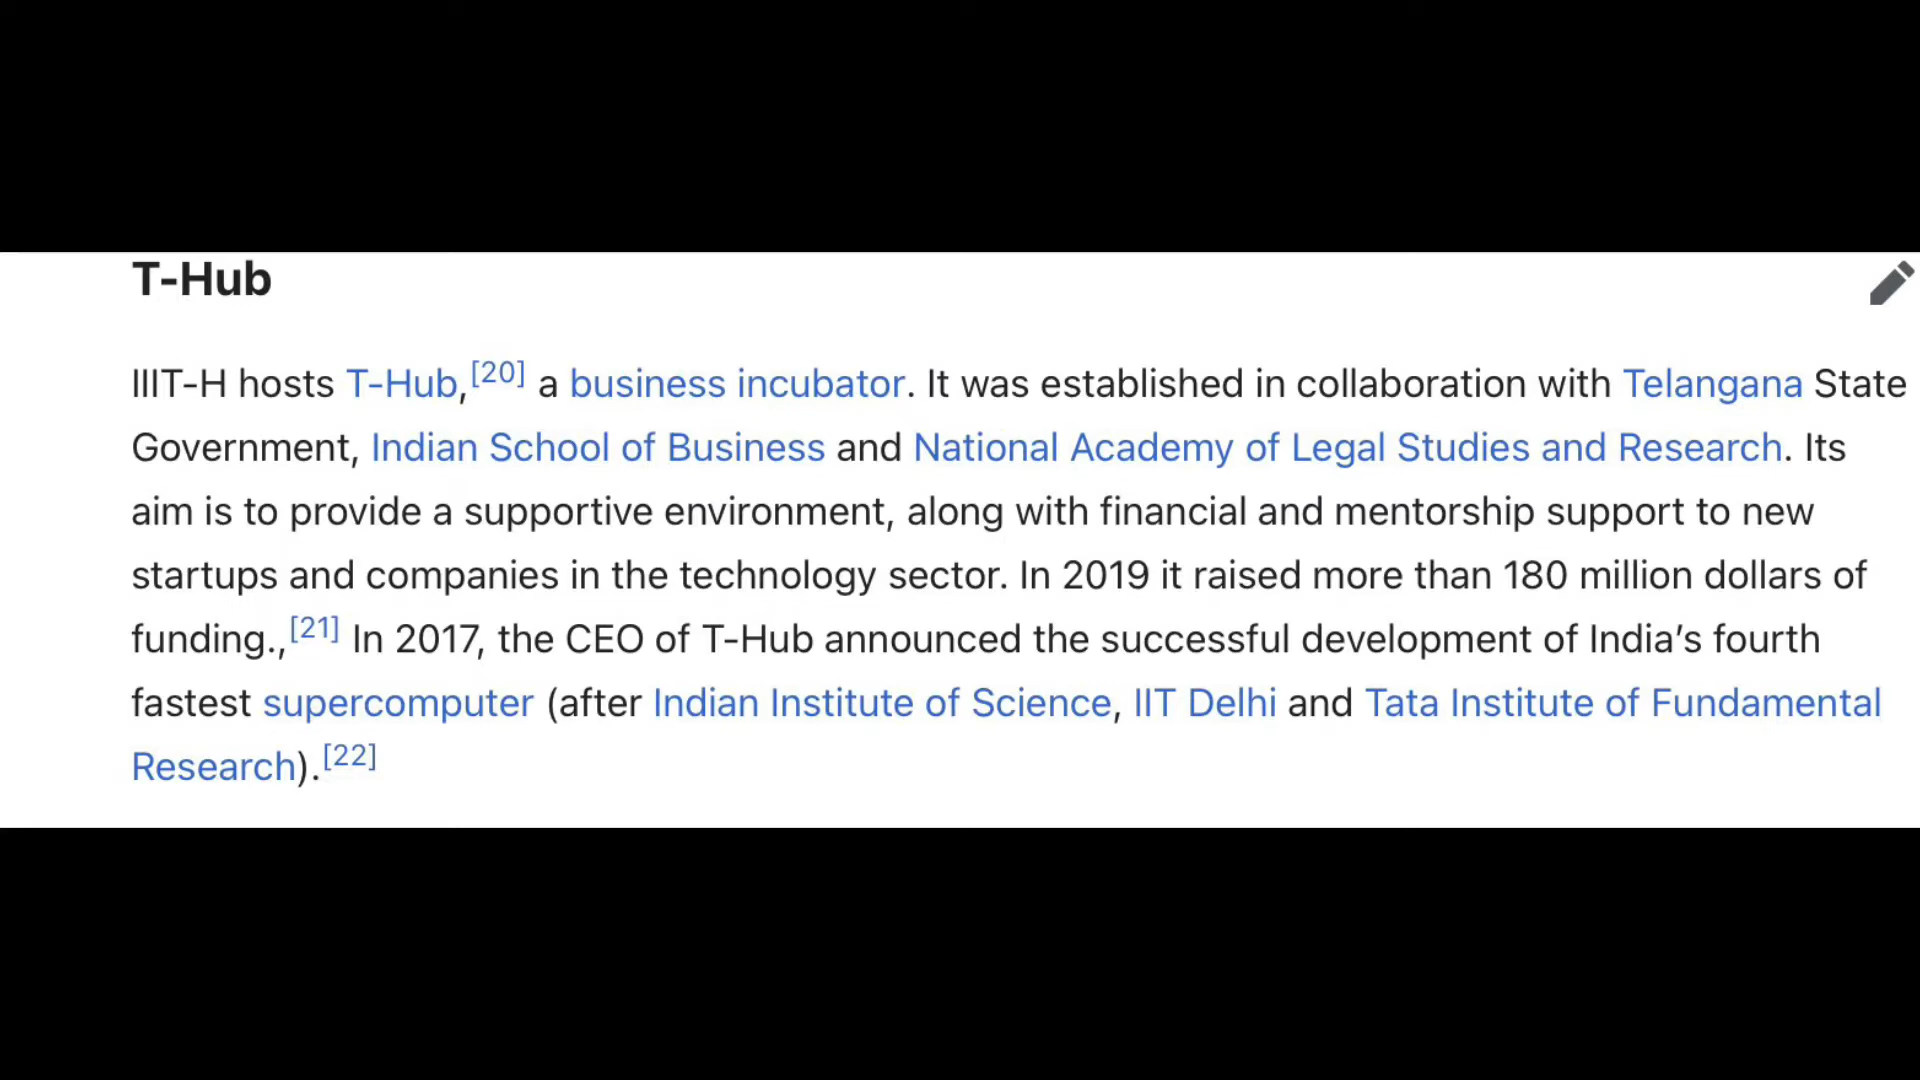 T-Hub
IIIT-H hosts T-Hub,[20] a business incubator. It was established in collaboration with Telangana State
Government, Indian School of Business and National Academy of Legal Studies and Research. Its
aim is to provide a supportive environment, along with financial and mentorship support to new
startups and companies in the technology sector. In 2019 it raised more than 180 million dollars of
funding.,[21] In 2017, the CEO of T-Hub announced the successful development of India’s fourth
fastest supercomputer (after Indian Institute of Science, IIT Delhi and Tata Institute of Fundamental
Research).[22]